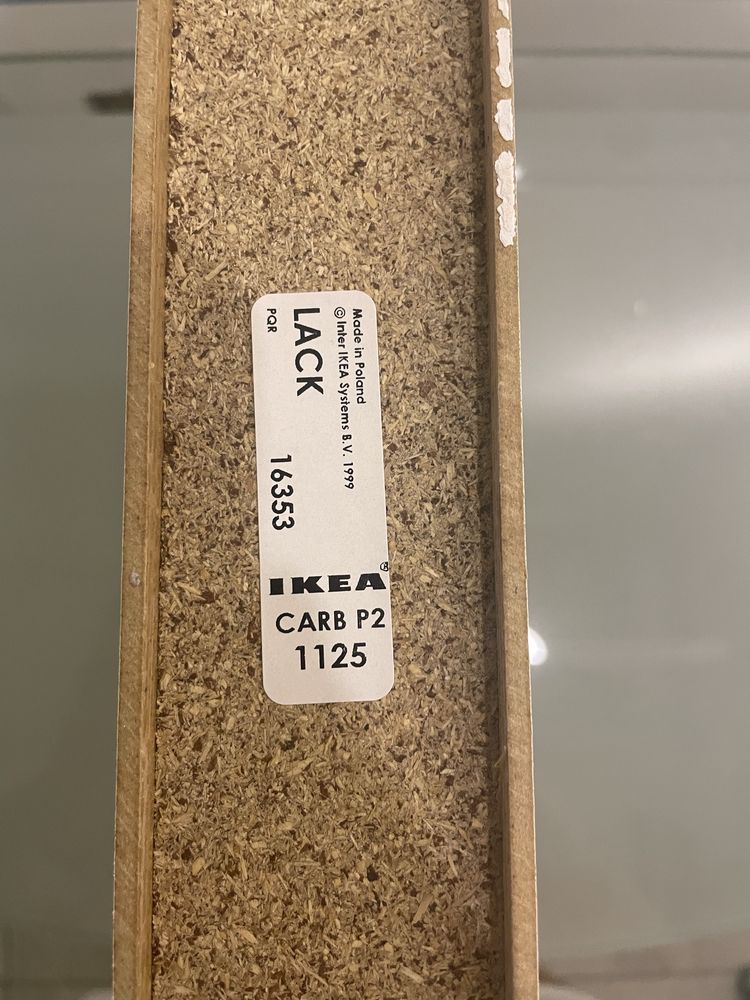 Made in Poland
© Inter IKEA Systems B.V. 1999
LACK
16353
PQR
IKEA®
CARB P2
1125